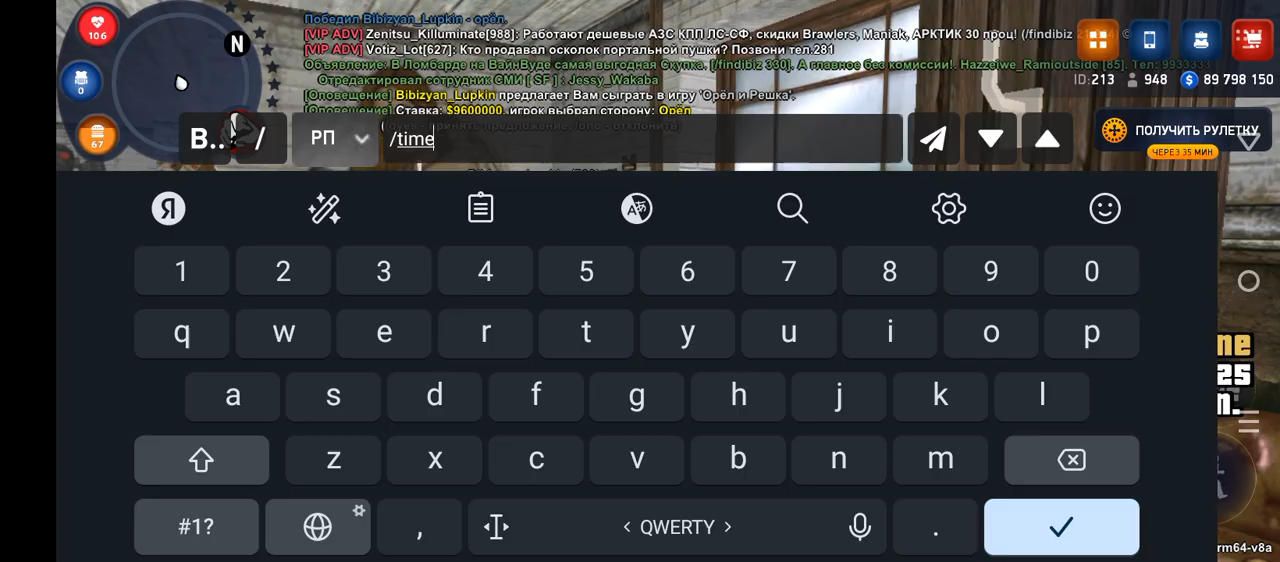 Победил Bibizyan_Lupkin - орёл.
[VIP ADV] Zenitsu_Killuminate[988]: Работают дешевые АЗС КПП ЛС-СФ, скидки Brawlers, Maniak, АРКТИК 30 проц! (/findibiz
[VIP ADV] Votiz_Lot[627]: Кто продавал осколок портальной пушки? Позвони тел.281
Объявление: В Ломбарде на ВайнВуде самая выгодная Скупка. [/findibiz 330]. А главное без комиссии!. Hazzelwe_Ramioutside [85]. Тел: 9933333
Отредактировал сотрудник СМИ [ SF ] : Jessy_Wakaba
[Оповещение] Bibizyan_Lupkin предлагает Вам сыграть в игру 'Орёл и Решка'.
[Оповещение] Ставка: $9600000, игрок выбрал сторону: Орёл
106
N
0
67
ID:213 948 $ 89 798 150
B.. /
РП
/time
ПОЛУЧИТЬ РУЛЕТКУ
ЧЕРЕЗ 35 МИН
Я
1 2 3 4 5 6 7 8 9 0
q w e r t y u i o p
a s d f g h j k l
z x c v b n m
#1? , < QWERTY > .
ne
25
n.
rm64-v8a